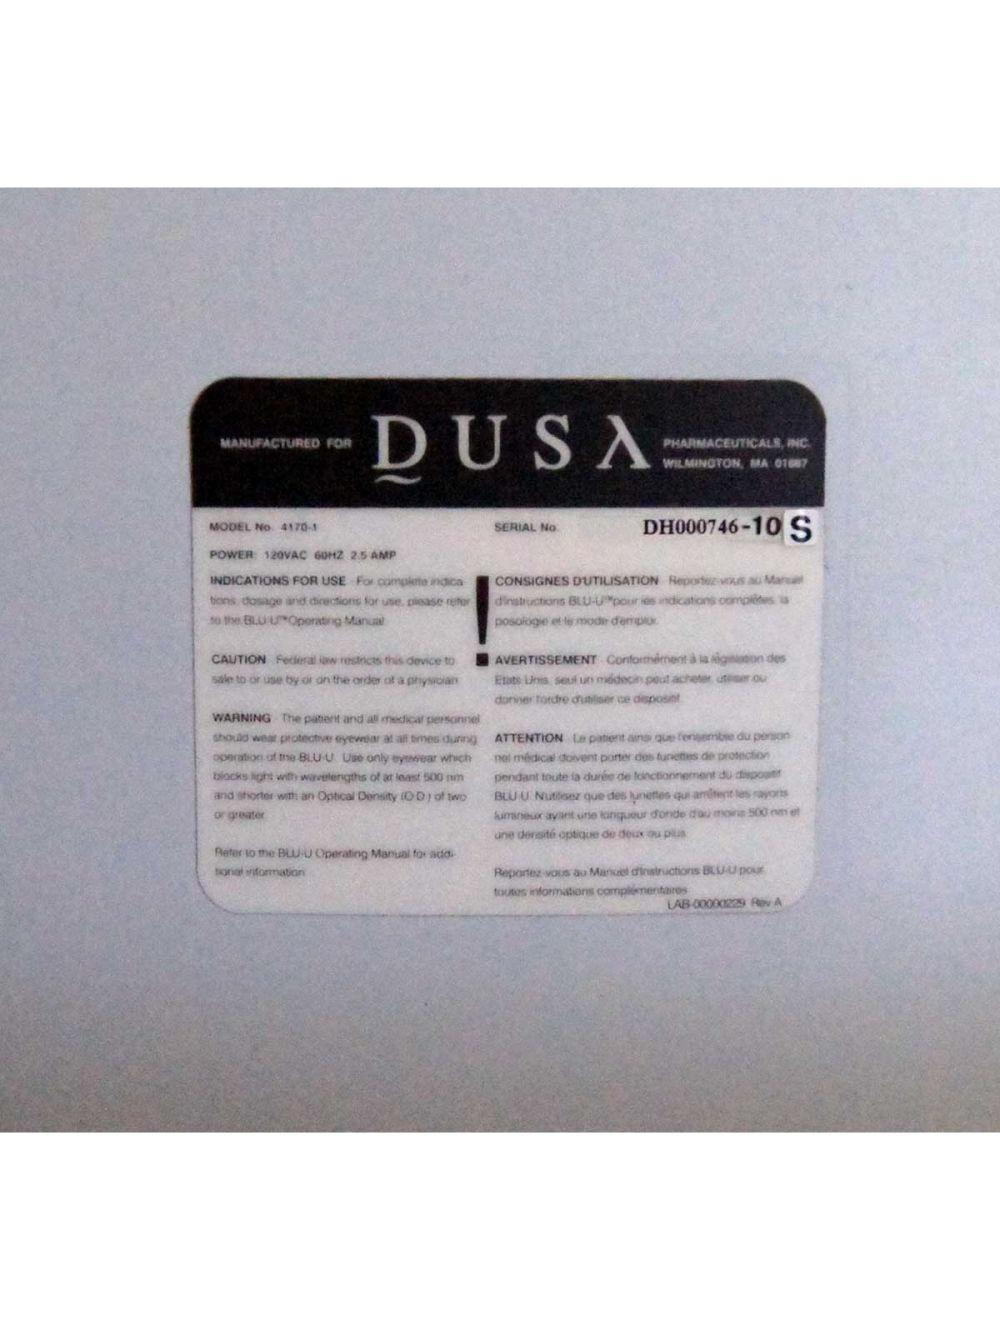 MANUFACTURED FOR DUSA PHARMACEUTICALS, INC.
WILMINGTON, MA 01887
MODEL No. 4170-1
SERIAL No. DH000746-10 S
POWER: 120VAC 60HZ 2.5 AMP
INDICATIONS FOR USE - For complete indica-
tions, dosage and directions for use, please refer
to the BLU-U™ Operating Manual.
CAUTION - Federal law restricts this device to
sale to or use by or on the order of a physician.
WARNING - The patient and all medical personnel
should wear protective eyewear at all times during
operation of the BLU-U. Use only eyewear which
blocks light with wavelengths of at least 500 nm
and shorter with an Optical Density (O.D.) of two
or greater.
Refer to the BLU-U Operating Manual for addi-
tional information.
!
CONSIGNES D'UTILISATION - Reportez-vous au Manuel
d'Instructions BLU-U™ pour les indications complètes, la
posologie et le mode d'emploi.
AVERTISSEMENT - Conformément à la législation des
Etats Unis, seul un médecin peut acheter, utiliser ou
donner l'ordre d'utiliser ce dispositif.
ATTENTION - Le patient ainsi que l'ensemble du person-
nel médical doivent porter des lunettes de protection
pendant toute la durée de fonctionnement du dispositif
BLU-U. N'utilisez que des lunettes qui arrêtent les rayons
lumineux ayant une longueur d'onde d'au moins 500 nm et
une densité optique de deux ou plus.
Reportez-vous au Manuel d'Instructions BLU-U pour
toutes informations complémentaires.
LAB-00000229 Rev A